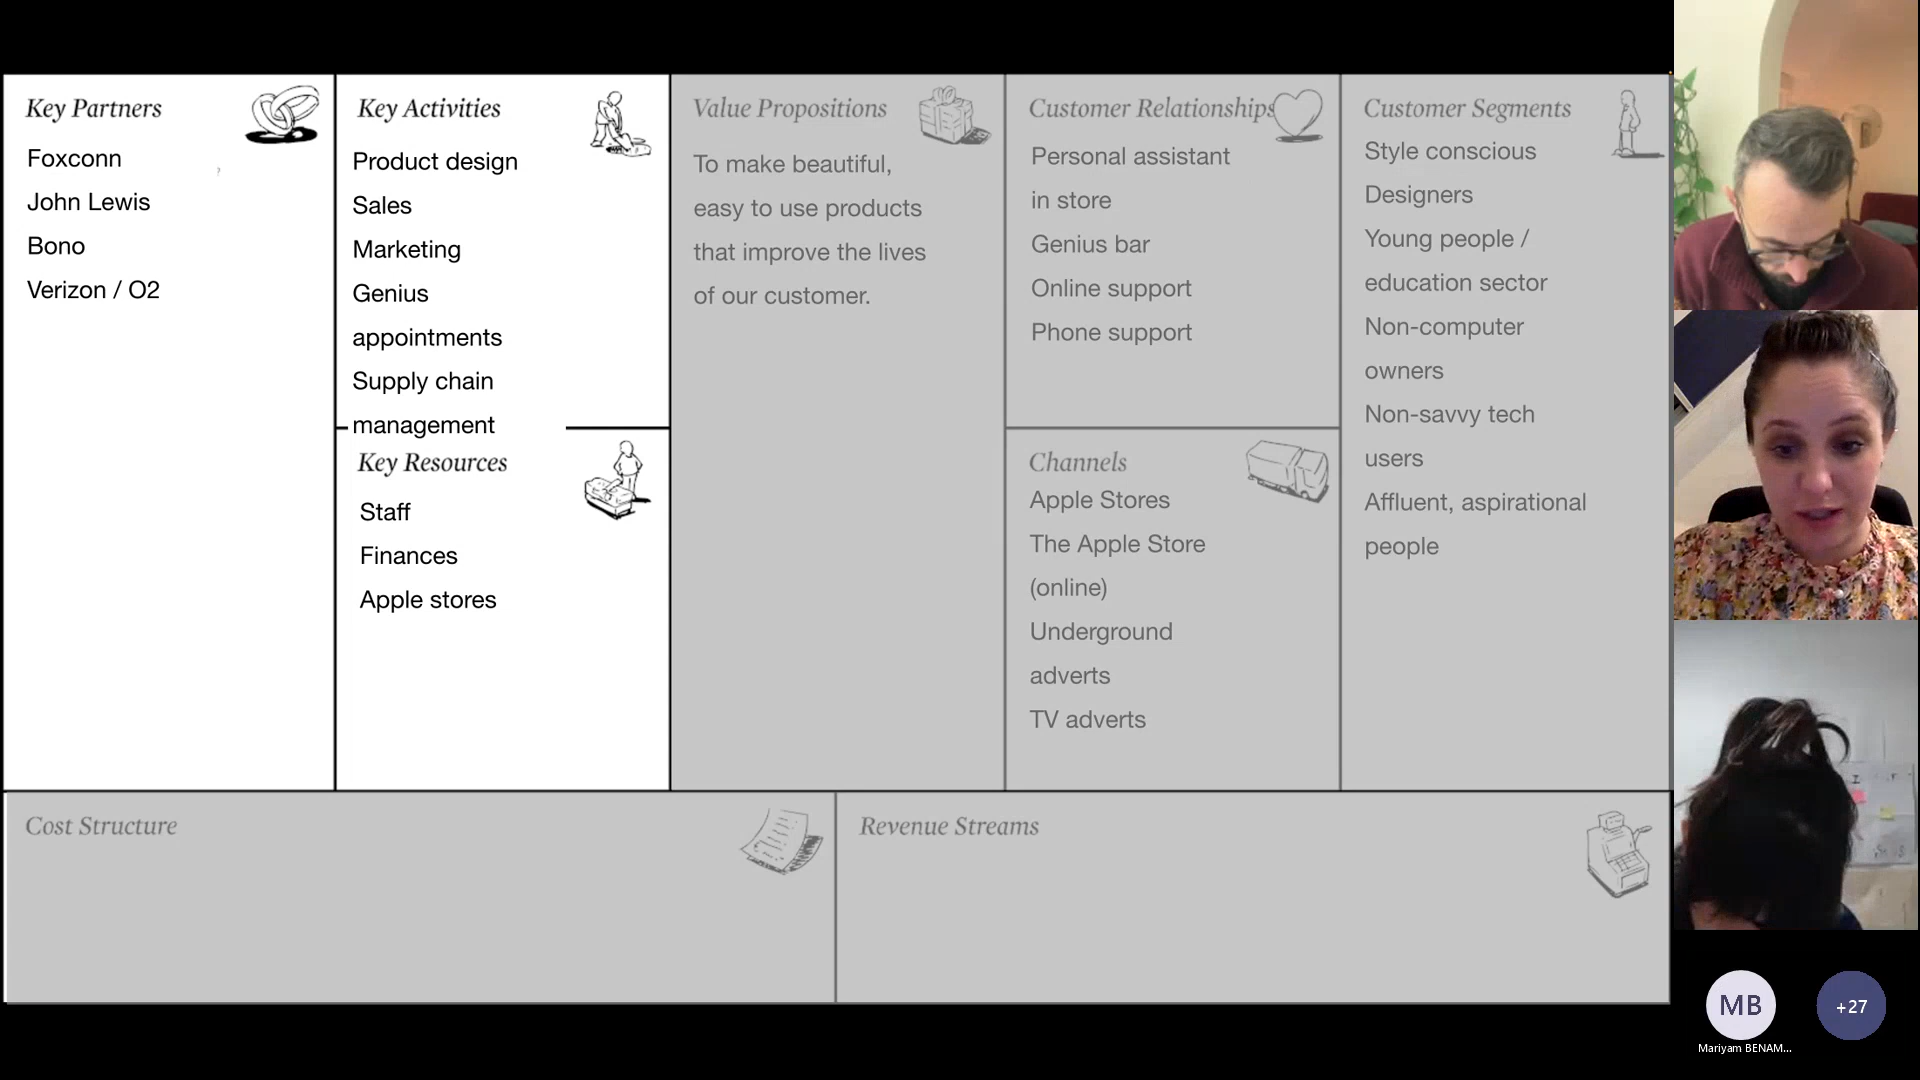 Key Partners
Foxconn
John Lewis
Bono
Verizon / O2
Key Activities
Product design
Sales
Marketing
Genius
appointments
Supply chain
management
Key Resources
Staff
Finances
Apple stores
Value Propositions
To make beautiful,
easy to use products
that improve the lives
of our customer.
Customer Relationships
Personal assistant
in store
Genius bar
Online support
Phone support
Channels
Apple Stores
The Apple Store
(online)
Underground
adverts
TV adverts
Customer Segments
Style conscious
Designers
Young people /
education sector
Non-computer
owners
Non-savvy tech
users
Affluent, aspirational
people
Cost Structure
Revenue Streams
MB
+27
Mariyam BENAM...